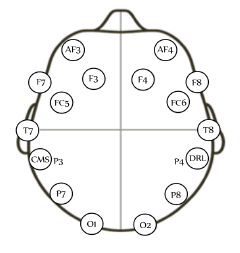 AF3 AF4
F7 F3 F4 F8
FC5 FC6
T7 T8
CMS P3 P4 DRL
P7 P8
O1 O2